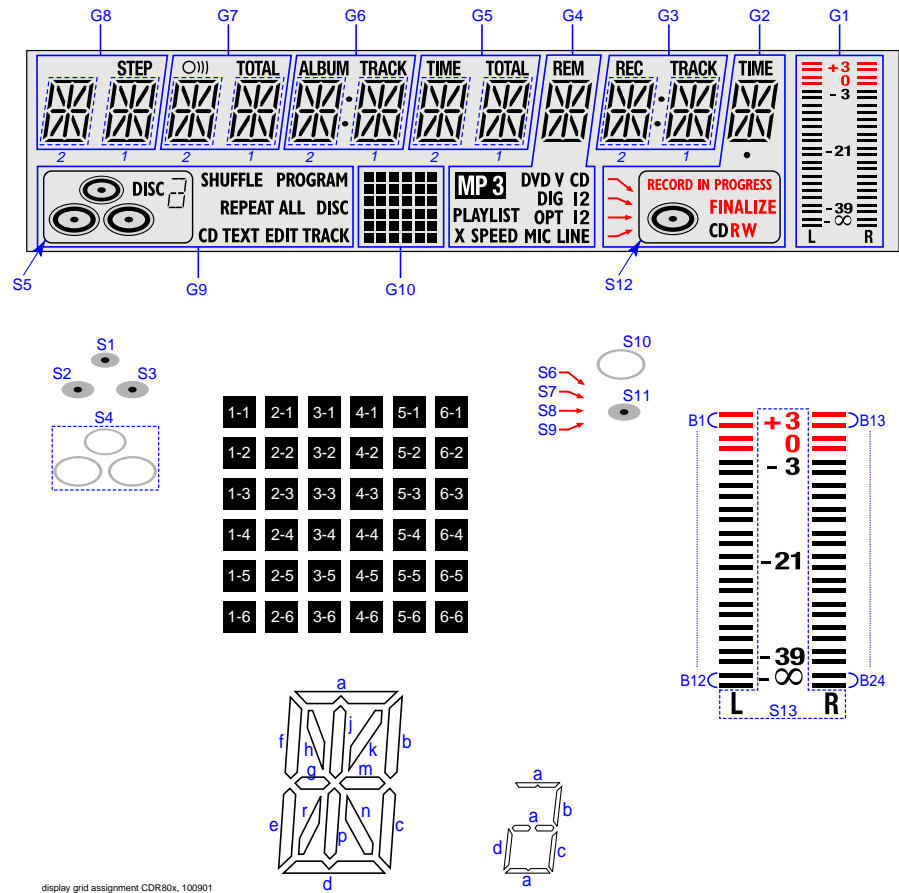 G8 G7 G6 G5 G4 G3 G2 G1
STEP TOTAL ALBUM TRACK TIME TOTAL REM REC TRACK TIME
+3
0
-3
-21
-39
-∞
L R
2 1 2 1 2 1 2 1 2 1
DISC
SHUFFLE PROGRAM
REPEAT ALL DISC
CD TEXT EDIT TRACK
MP 3 DVD V CD
DIG 12
PLAYLIST OPT 12
X SPEED MIC LINE
RECORD IN PROGRESS
FINALIZE
CDRW
S5 G9 G10 S12
S1
S2 S3
S4
S10
S6
S7
S8
S9
S11
1-1 2-1 3-1 4-1 5-1 6-1
1-2 2-2 3-2 4-2 5-2 6-2
1-3 2-3 3-3 4-3 5-3 6-3
1-4 2-4 3-4 4-4 5-4 6-4
1-5 2-5 3-5 4-5 5-5 6-5
1-6 2-6 3-6 4-6 5-6 6-6
B1 +3 B13
0
-3
-21
-39
B12 -∞ B24
L S13 R
a
f h j k b
g m
e r p n c
d
a
b
a
d c
a
display grid assignment CDR80x, 100901